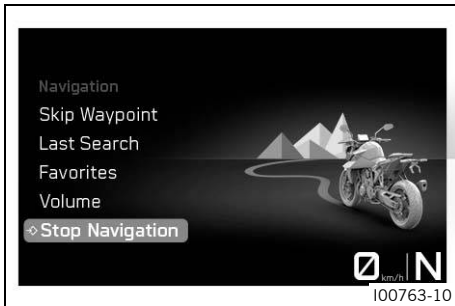 Navigation
Skip Waypoint
Last Search
Favorites
Volume
Stop Navigation
0 km/h N
I00763-10